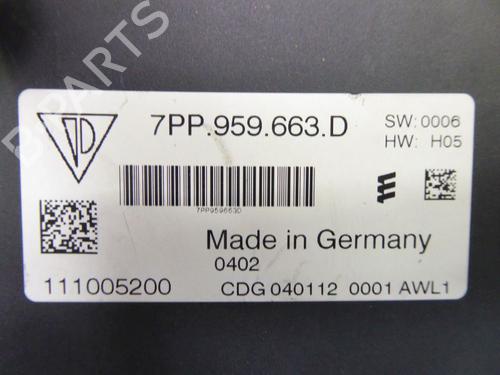 B PARTS
7PP.959.663.D
SW:0006
HW: H05
7PP959663D
Made in Germany
0402
111005200
CDG 040112 0001 AWL1